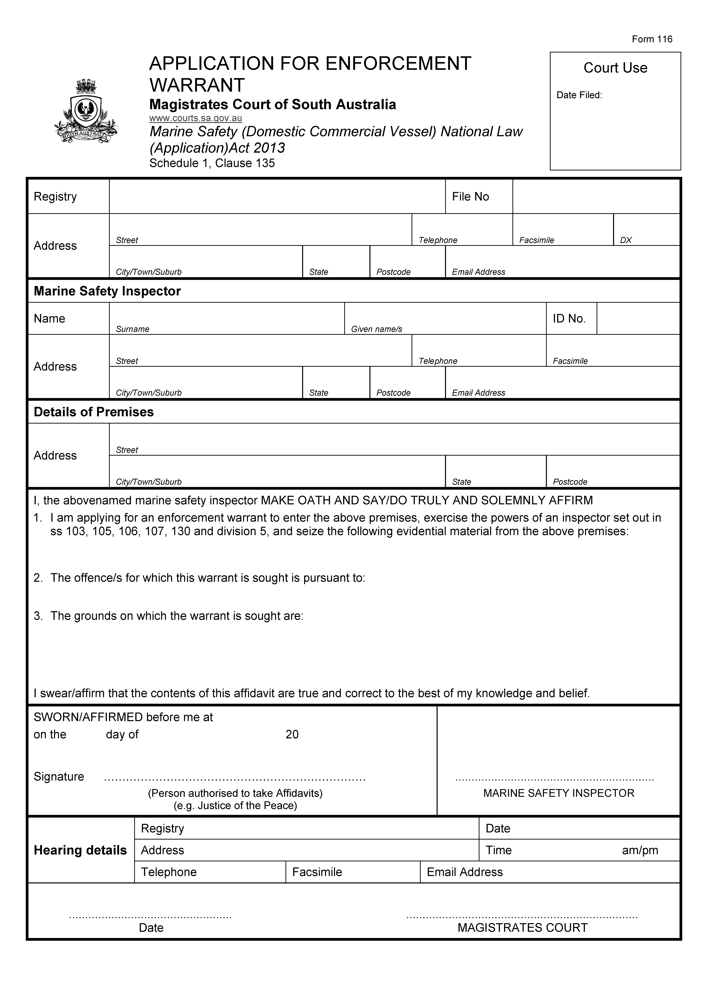 Form 116
APPLICATION FOR ENFORCEMENT
WARRANT
Magistrates Court of South Australia
www.courts.sa.gov.au
Marine Safety (Domestic Commercial Vessel) National Law
(Application)Act 2013
Schedule 1, Clause 135
Court Use
Date Filed:
SOUTH AUSTRALIA
Registry
File No
Address
Street
Telephone
Facsimile
DX
City/Town/Suburb
State
Postcode
Email Address
Marine Safety Inspector
Name
Surname
Given name/s
ID No.
Address
Street
Telephone
Facsimile
City/Town/Suburb
State
Postcode
Email Address
Details of Premises
Address
Street
City/Town/Suburb
State
Postcode
I, the abovenamed marine safety inspector MAKE OATH AND SAY/DO TRULY AND SOLEMNLY AFFIRM
1. I am applying for an enforcement warrant to enter the above premises, exercise the powers of an inspector set out in
ss 103, 105, 106, 107, 130 and division 5, and seize the following evidential material from the above premises:
2. The offence/s for which this warrant is sought is pursuant to:
3. The grounds on which the warrant is sought are:
I swear/affirm that the contents of this affidavit are true and correct to the best of my knowledge and belief.
SWORN/AFFIRMED before me at
on the day of 20
Signature ......................................................................
(Person authorised to take Affidavits)
(e.g. Justice of the Peace)
.............................................................
MARINE SAFETY INSPECTOR
Hearing details
Registry
Date
Address
Time am/pm
Telephone
Facsimile
Email Address
..................................................
Date
.......................................................................
MAGISTRATES COURT